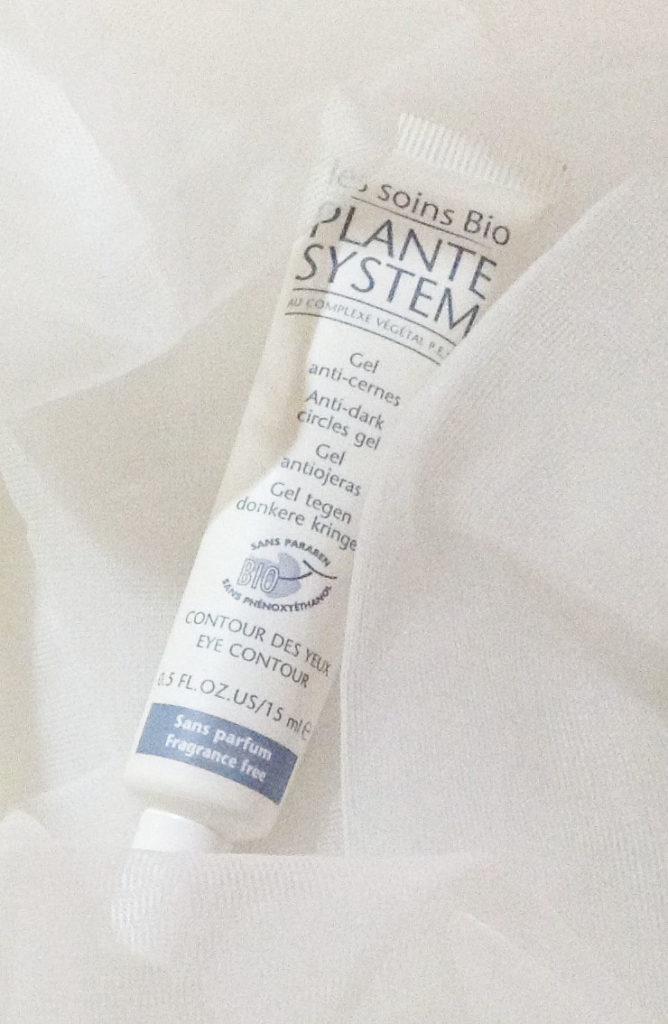 les soins Bio
PLANTE
SYSTEM
AU COMPLEXE VÉGÉTAL P.E.
Gel
anti-cernes
Anti-dark
circles gel
Gel
antiojeras
Gel tegen
donkere kringe
SANS PARABEN
BIO
SANS PHÉNOXYÉTHANOL
CONTOUR DES YEUX
EYE CONTOUR
0.5 FL.OZ.US/15 ml e
Sans parfum
Fragrance free